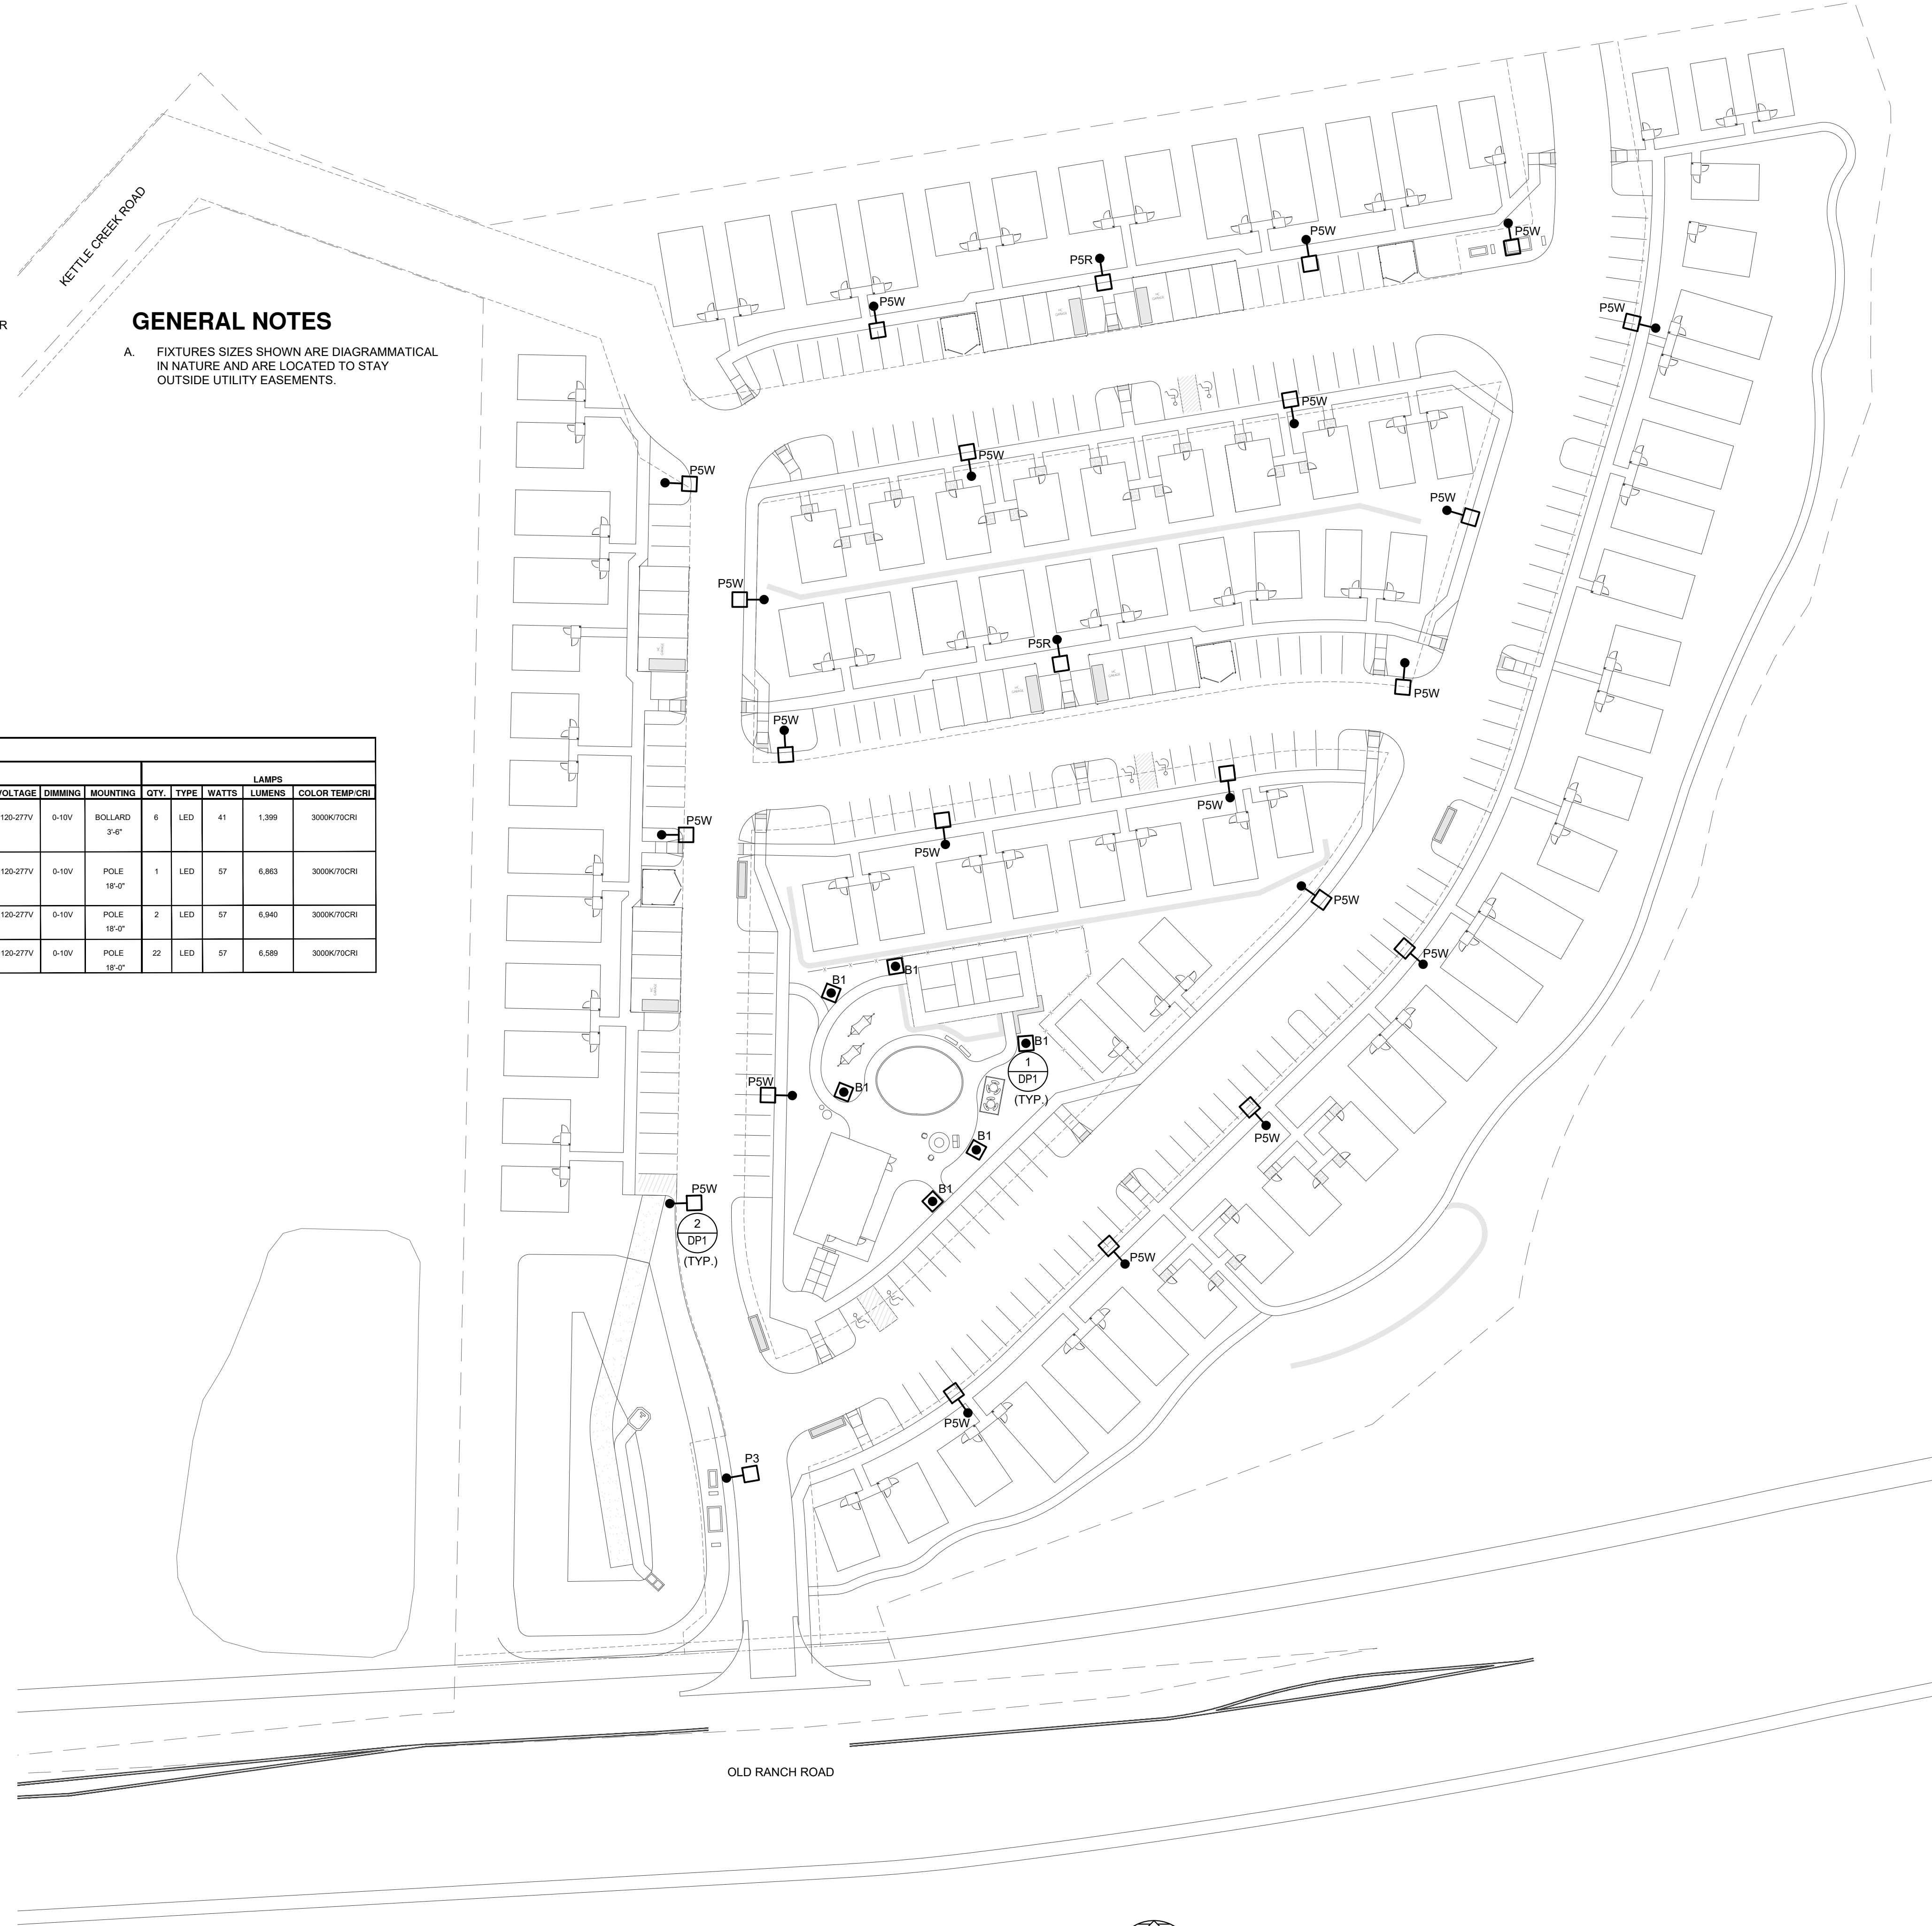 KETTLE CREEK ROAD
R
GENERAL NOTES
A. FIXTURES SIZES SHOWN ARE DIAGRAMMATICAL
IN NATURE AND ARE LOCATED TO STAY
OUTSIDE UTILITY EASEMENTS.
LAMPS
VOLTAGE DIMMING MOUNTING QTY. TYPE WATTS LUMENS COLOR TEMP/CRI
120-277V 0-10V BOLLARD 6 LED 41 1,399 3000K/70CRI
3'-6"
120-277V 0-10V POLE 1 LED 57 6,863 3000K/70CRI
18'-0"
120-277V 0-10V POLE 2 LED 57 6,940 3000K/70CRI
18'-0"
120-277V 0-10V POLE 22 LED 57 6,589 3000K/70CRI
18'-0"
P5W
P5W
P5R
P5W
P5W
P5W
P5W
P5W
P5W
P5W
P5W
P5R
P5W
P5W
P5W
P5W
P5W
P5W
P5W
B1
B1
B1
1
DP1
(TYP.)
B1
P5W
P5W
B1
B1
P5W
2
DP1
(TYP.)
P5W
P5W
P3
OLD RANCH ROAD